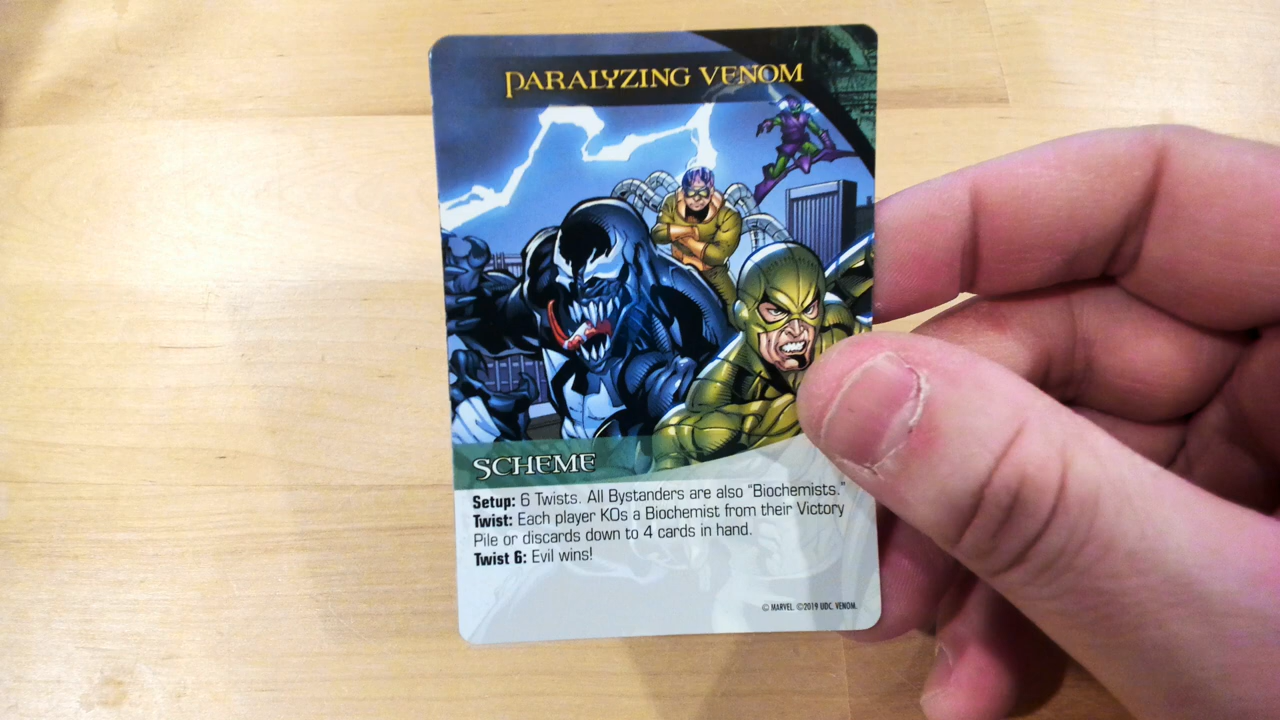 PARALYZING VENOM
SCHEME
Setup: 6 Twists. All Bystanders are also "Biochemists."
Twist: Each player KOs a Biochemist from their Victory
Pile or discards down to 4 cards in hand.
Twist 6: Evil wins!
© MARVEL. ©2019 UDC. VENOM.